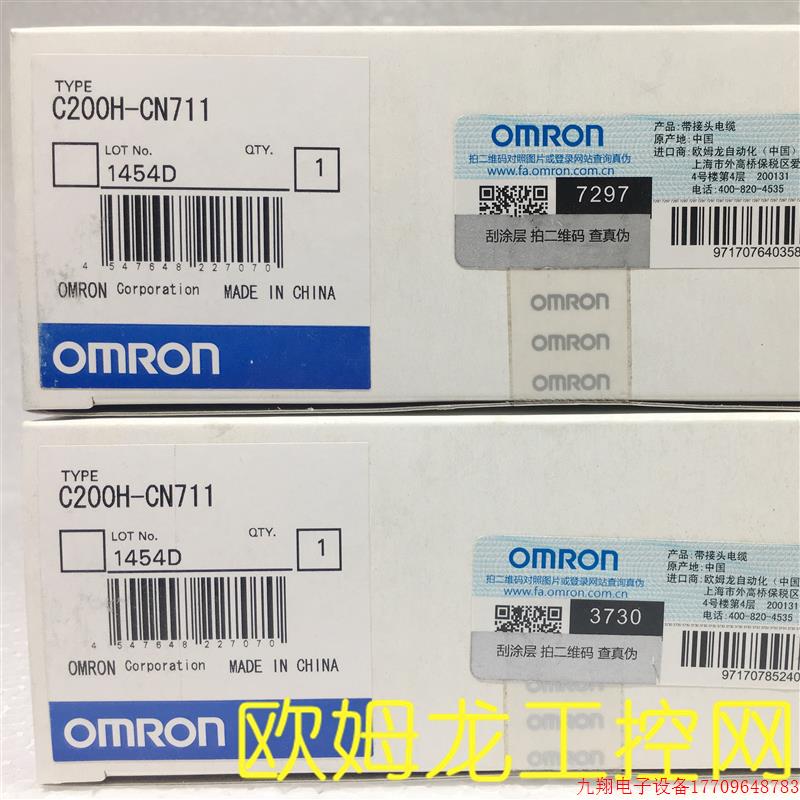 TYPE
C200H-CN711
LOT No.
QTY.
1454D
1
4 547648 227070
OMRON Corporation MADE IN CHINA
OMRON
OMRON
拍二维码对照图片或登录网站查询真伪
www.fa.omron.com.cn
7297
刮涂层 拍二维码 查真伪
产品: 带接头电缆
原产地: 中国
进口商: 欧姆龙自动化（中国）
上海市外高桥保税区
4号楼第4层 200131
电话: 400-820-4535
97170764035
OMRON
OMRON
OMRON
TYPE
C200H-CN711
LOT No.
QTY.
1454D
1
4 547648 227070
OMRON Corporation MADE IN CHINA
OMRON
OMRON
拍二维码对照图片或登录网站查询真伪
www.fa.omron.com.cn
3730
刮涂层 拍二维码 查真伪
产品: 带接头电缆
原产地: 中国
进口商: 欧姆龙自动化（中国
上海市外高桥保税区
4号楼第4层 200131
电话: 400-820-4535
97170785240
OMRON
OMRON
OMRON
欧姆龙工控网
九翔电子设备17709648783